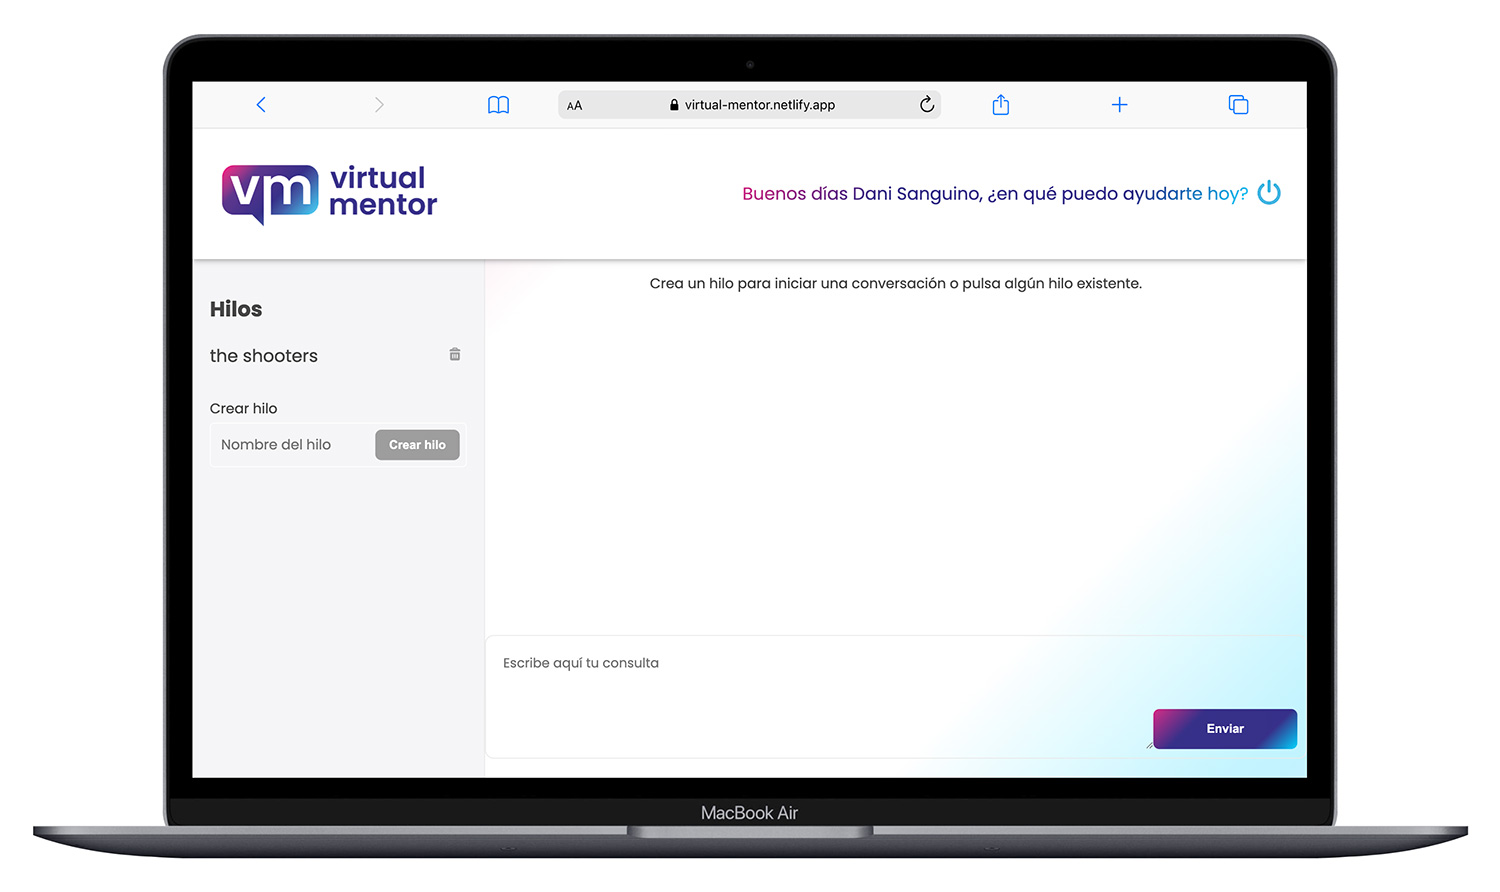 AA virtual-mentor.netlify.app
vm virtual
mentor
Buenos días Dani Sanguino, ¿en qué puedo ayudarte hoy?
Hilos
the shooters
Crear hilo
Nombre del hilo Crear hilo
Crea un hilo para iniciar una conversación o pulsa algún hilo existente.
Escribe aquí tu consulta
Enviar
MacBook Air